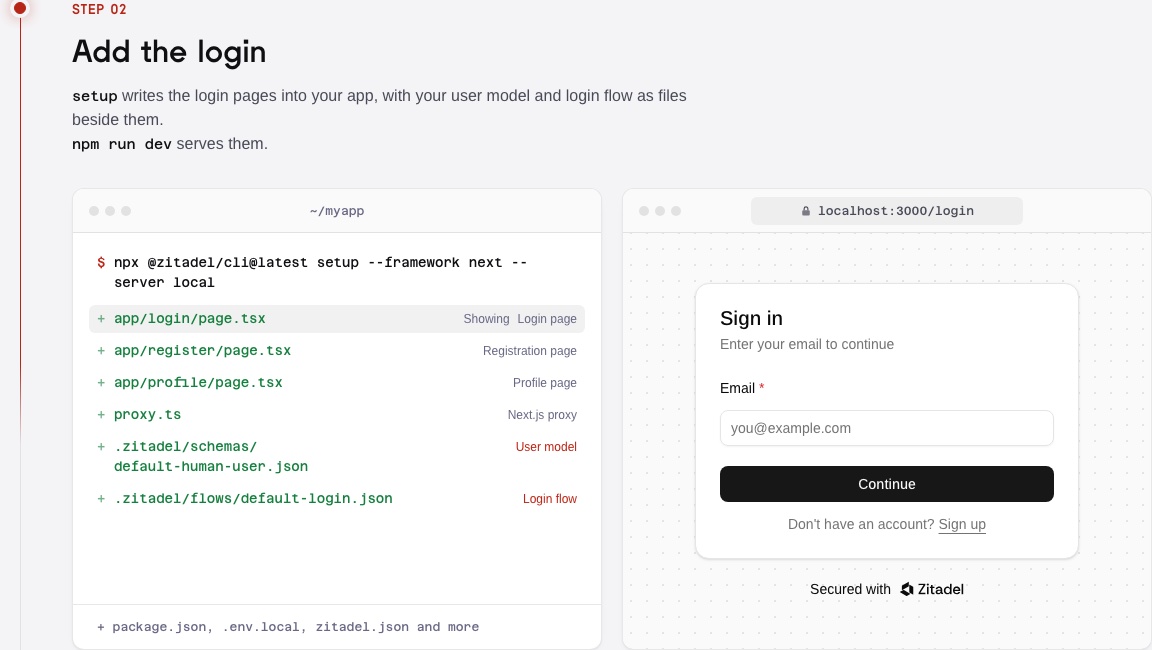 STEP 02
Add the login
setup writes the login pages into your app, with your user model and login flow as files
beside them.
npm run dev serves them.
~/myapp
$ npx @zitadel/cli@latest setup --framework next --
server local
+ app/login/page.tsx Showing Login page
+ app/register/page.tsx Registration page
+ app/profile/page.tsx Profile page
+ proxy.ts Next.js proxy
+ .zitadel/schemas/ User model
default-human-user.json
+ .zitadel/flows/default-login.json Login flow
+ package.json, .env.local, zitadel.json and more
localhost:3000/login
Sign in
Enter your email to continue
Email *
you@example.com
Continue
Don't have an account? Sign up
Secured with Zitadel